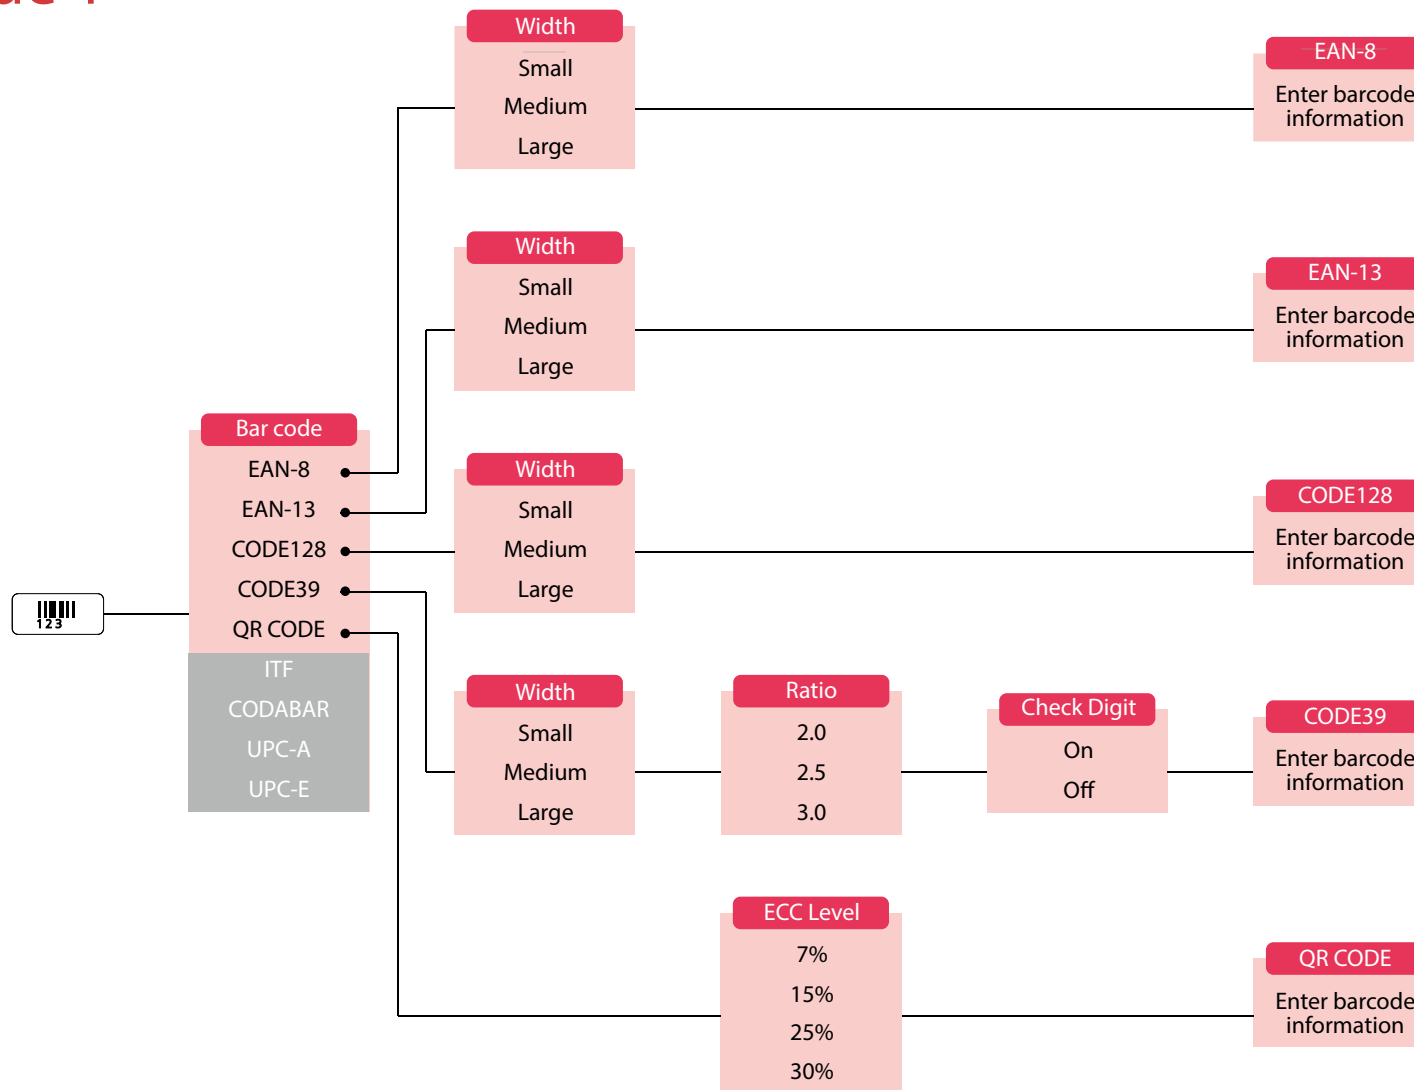 Width
Small
Medium
Large
EAN-8
Enter barcode
information
Width
Small
Medium
Large
EAN-13
Enter barcode
information
Bar code
EAN-8
EAN-13
CODE128
CODE39
QR CODE
ITF
CODABAR
UPC-A
UPC-E
123
Width
Small
Medium
Large
CODE128
Enter barcode
information
Width
Small
Medium
Large
Ratio
2.0
2.5
3.0
Check Digit
On
Off
CODE39
Enter barcode
information
ECC Level
7%
15%
25%
30%
QR CODE
Enter barcode
information